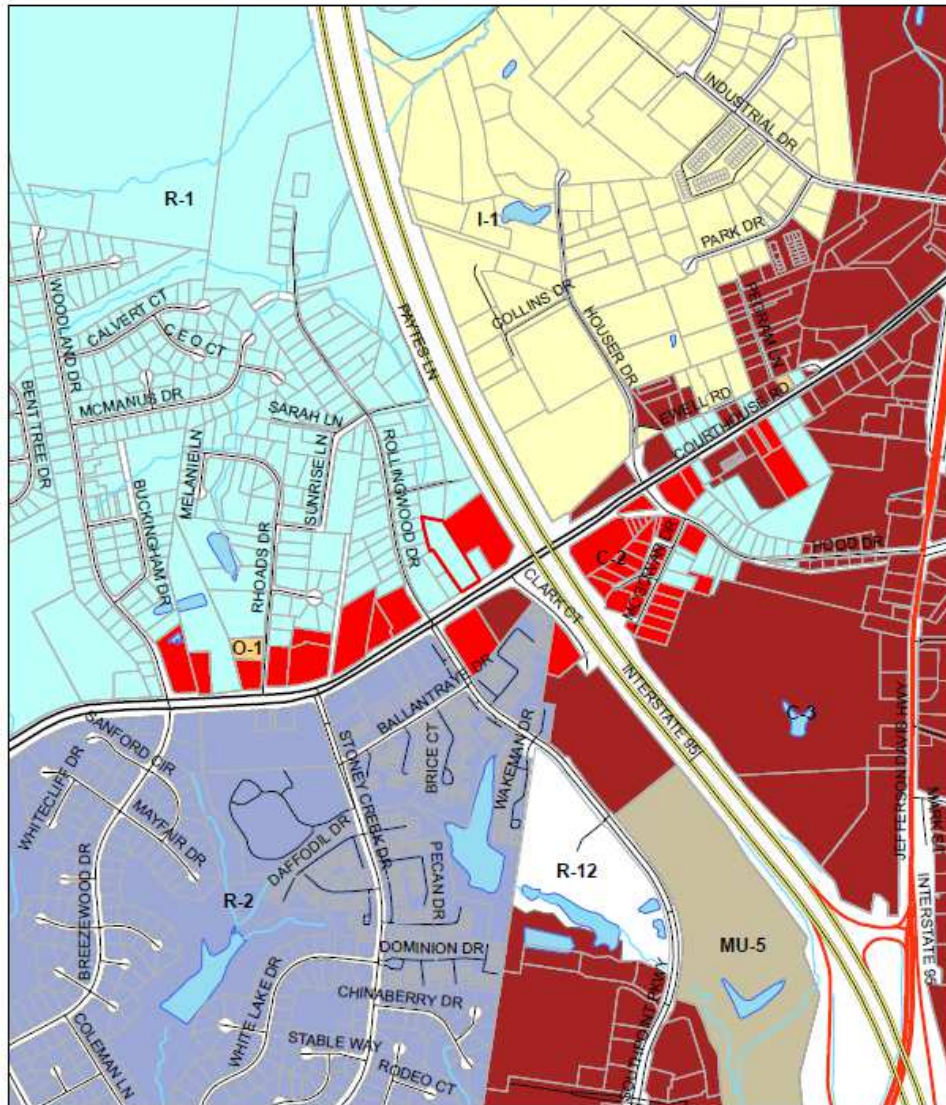 INDUSTRIAL DR
R-1
I-1
PARK DR
WOODLAND DR
CALVERT CT
C E O CT
COLLINS DR
PAYTES LN
HOUSER DR
BENT TREE DR
MCMANUS DR
SARAH LN
EWELL RD
COURTHOUSE RD
MELANIE LN
SUNRISE LN
ROLLINGWOOD DR
BUCKINGHAM DR
RHOADS DR
HOOD DR
C-2
CLARK CT
O-1
INTERSTATE 95
BALLANTRAYE DR
C-3
SANFORD CIR
STONEY CREEK DR
BRICE CT
WAKEMAN DR
JEFFERSON DAVIS HWY
WHITECLIFF DR
MAYFAIR DR
DAFFODIL DR
PECAN DR
R-12
INTERSTATE 95
BREEZEWOOD DR
R-2
MU-5
DOMINION DR
WHITE LAKE DR
CHINABERRY DR
SOUTHPOINT PKWY
COLEMAN LN
STABLE WAY
RODEO CT